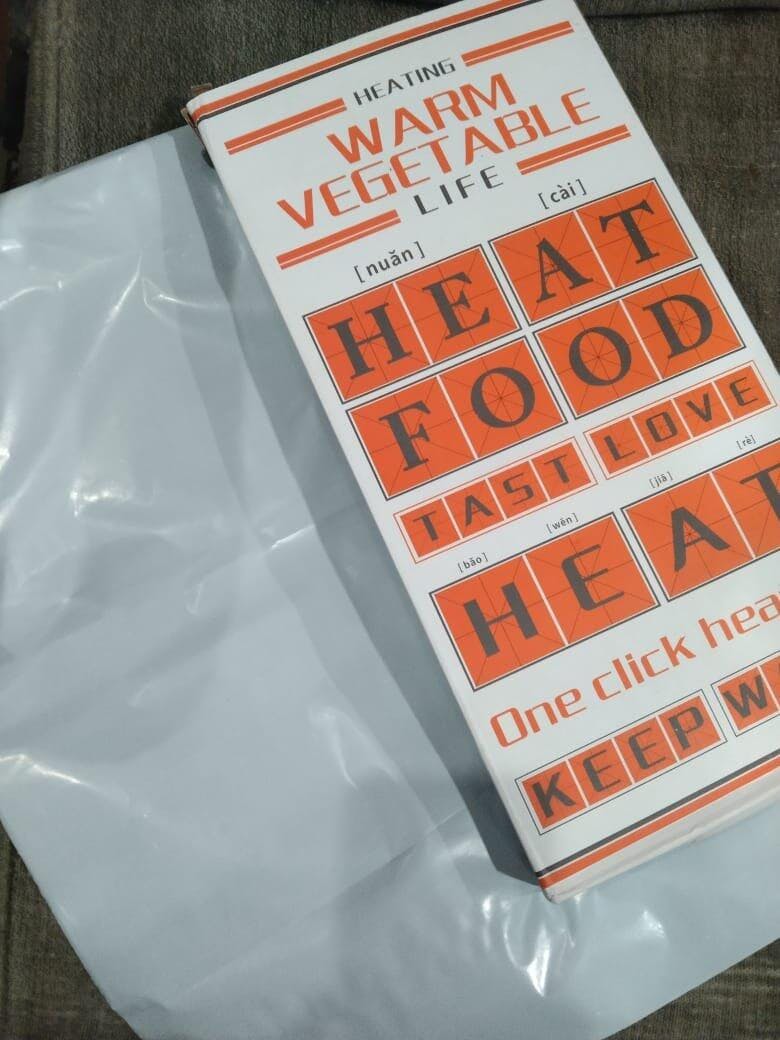 HEATING
WARM
VEGETABLE
LIFE
[nuǎn] [cài]
HEAT
FOOD
TAST LOVE
[bǎo] [wēn] [jiā] [rè]
HEAT
One click hea
KEEP W